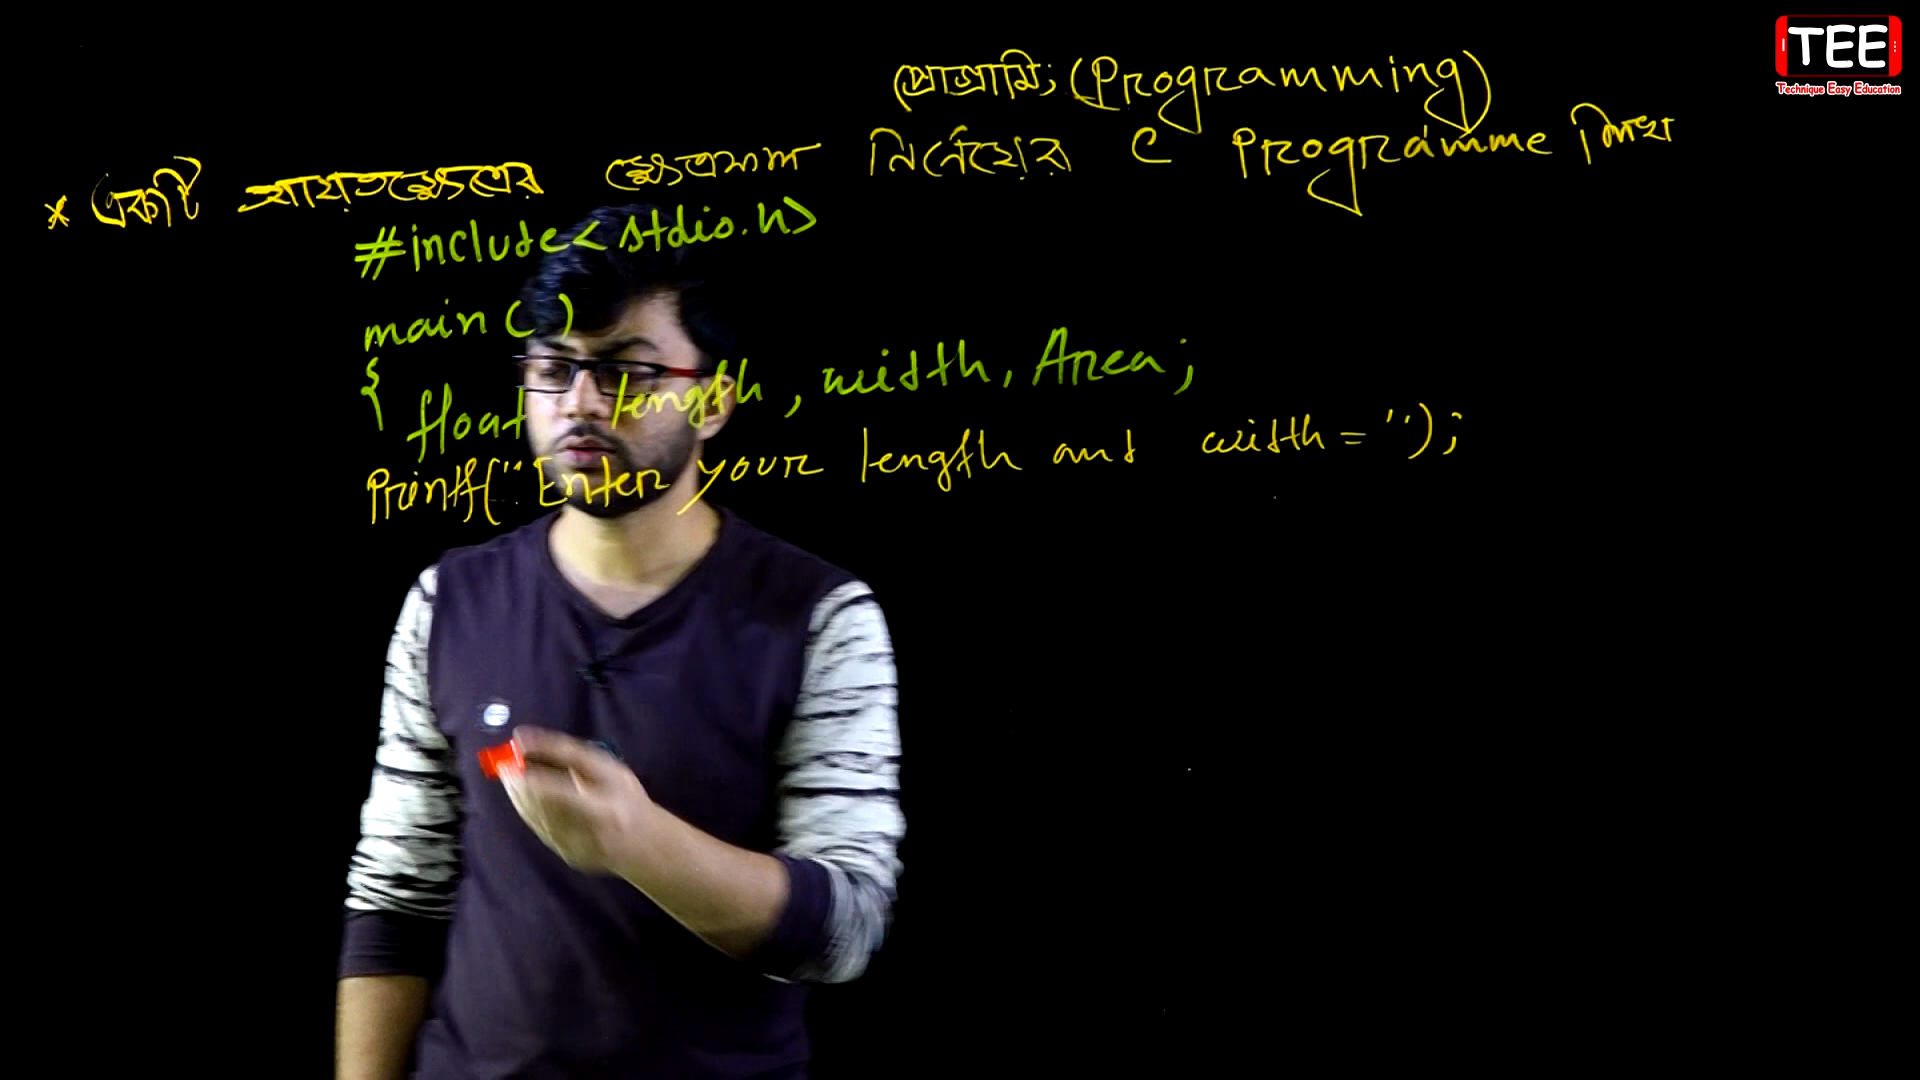 TEE
Technique Easy Education
প্রোগ্রামিং (Programming)
* একটি আয়তক্ষেত্রের ক্ষেত্রফল নির্ণয়ের C Programme লিখ
#include<stdio.h>
main()
{
float length, width, Area;
Printf("Enter your length and width = ");